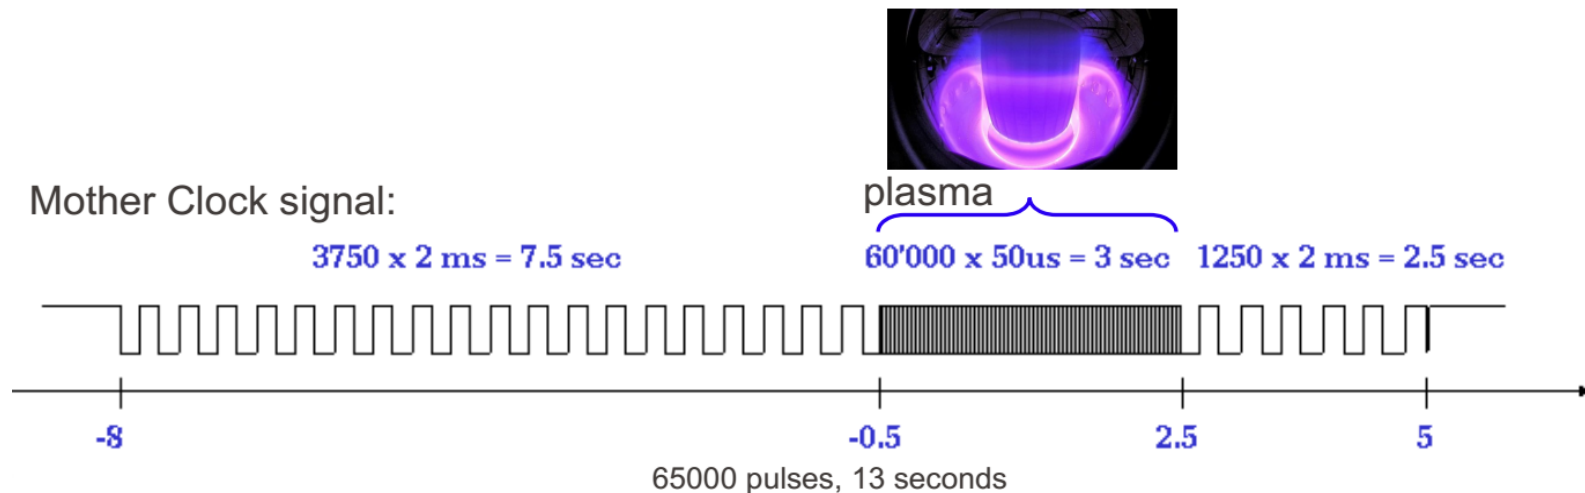 plasma
Mother Clock signal:
3750 x 2 ms = 7.5 sec
60'000 x 50us = 3 sec
1250 x 2 ms = 2.5 sec
-8
-0.5
2.5
5
65000 pulses, 13 seconds